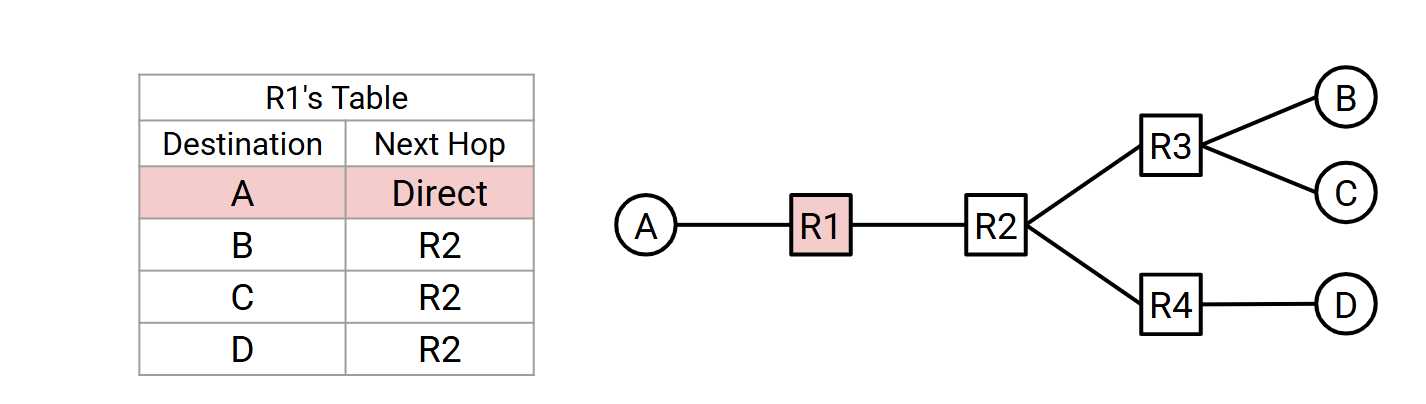 R1's Table
Destination Next Hop
A Direct
B R2
C R2
D R2
A R1 R2 R3 B C R4 D